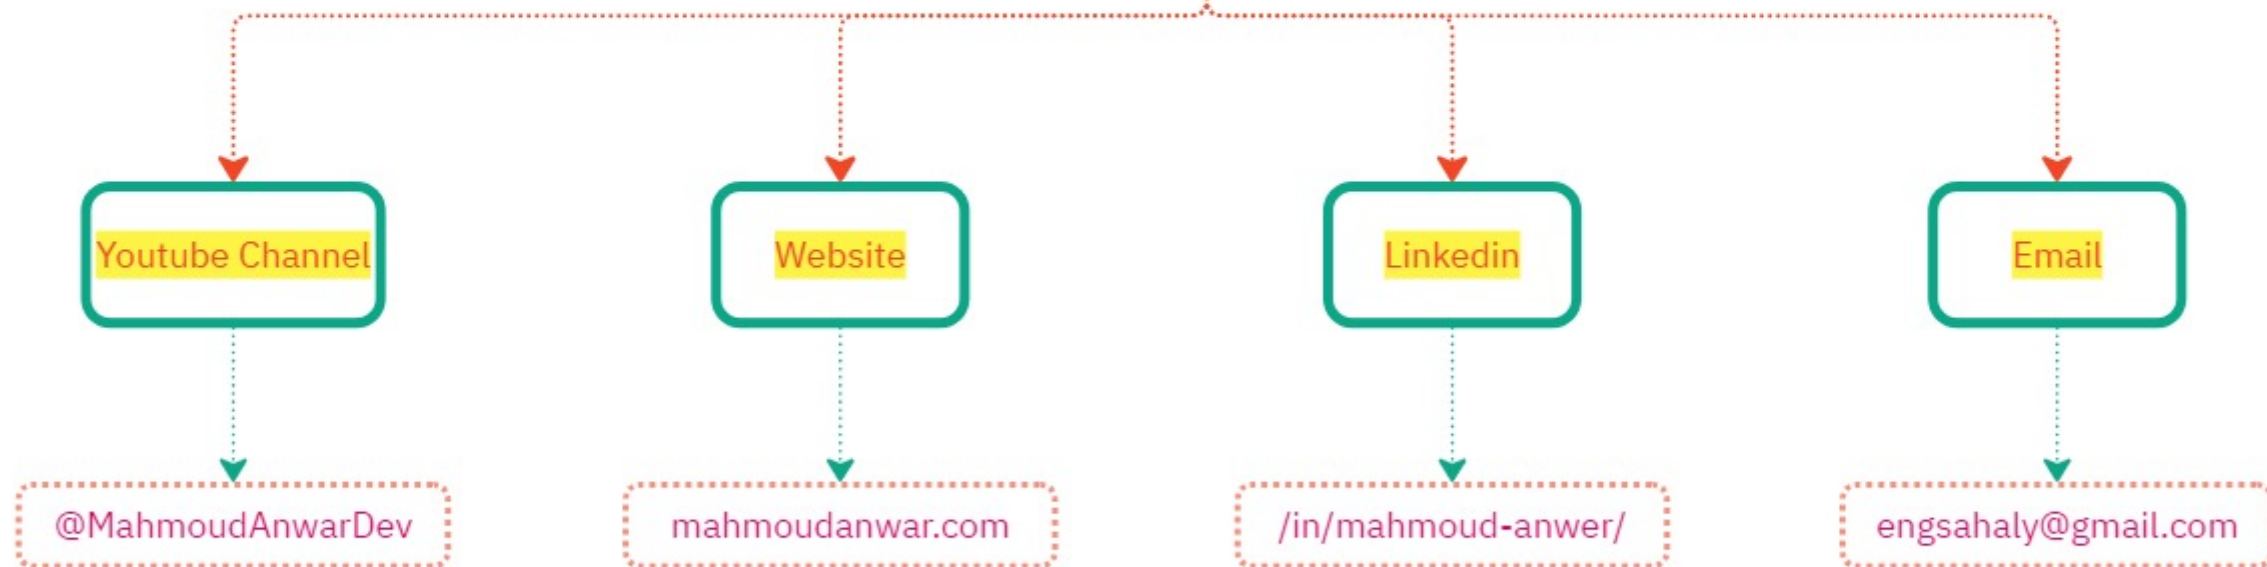 Youtube Channel
Website
Linkedin
Email
@MahmoudAnwarDev
mahmoudanwar.com
/in/mahmoud-anwer/
engsahaly@gmail.com